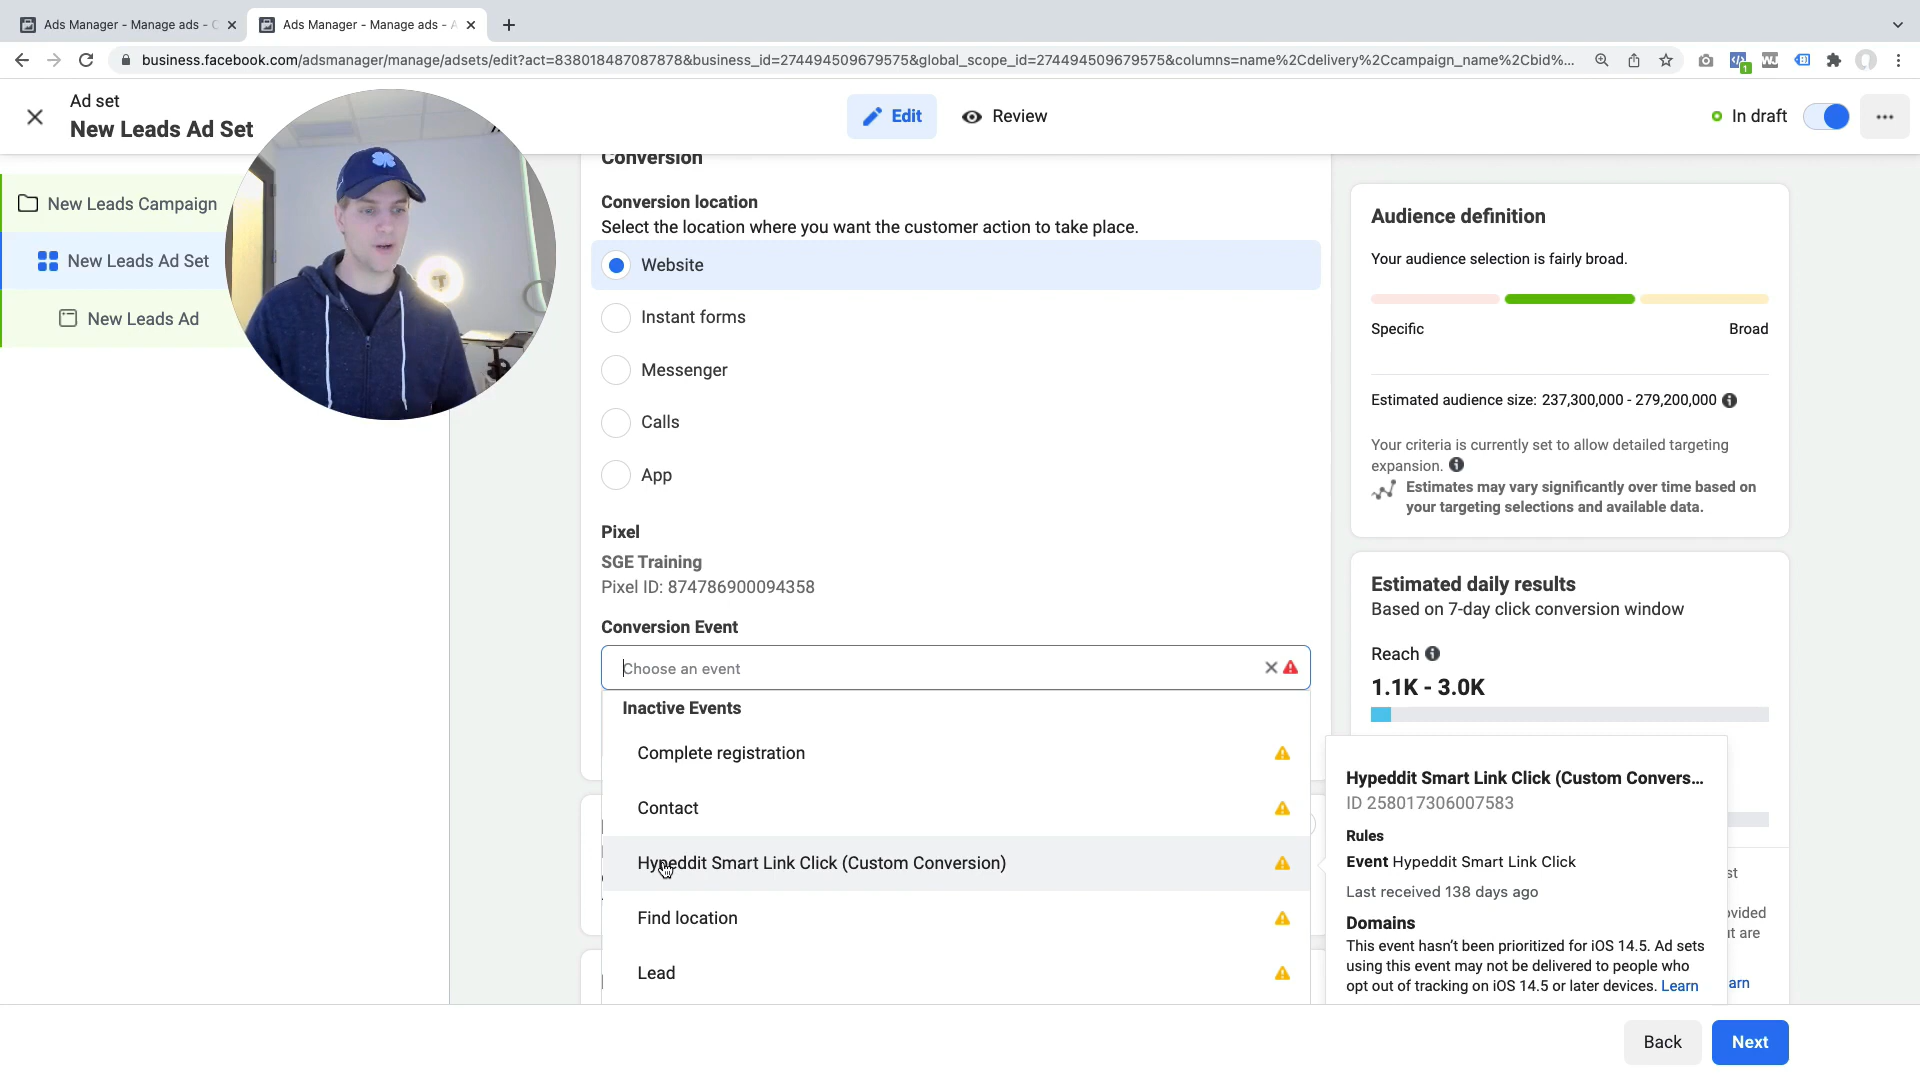 Ads Manager - Manage ads - C
Ads Manager - Manage ads - A
business.facebook.com/adsmanager/manage/adsets/edit?act=838018487087878&business_id=274494509679575&global_scope_id=274494509679575&columns=name%2Cdelivery%2Ccampaign_name%2Cbid%...
1
Ad set
New Leads Ad Set
Edit
Review
In draft
New Leads Campaign
New Leads Ad Set
New Leads Ad
Conversion
Conversion location
Select the location where you want the customer action to take place.
Website
Instant forms
Messenger
Calls
App
Pixel
SGE Training
Pixel ID: 874786900094358
Conversion Event
Choose an event
Inactive Events
Complete registration
Contact
Hypeddit Smart Link Click (Custom Conversion)
Find location
Lead
Audience definition
Your audience selection is fairly broad.
Specific
Broad
Estimated audience size: 237,300,000 - 279,200,000
Your criteria is currently set to allow detailed targeting
expansion.
Estimates may vary significantly over time based on
your targeting selections and available data.
Estimated daily results
Based on 7-day click conversion window
Reach
1.1K - 3.0K
Hypeddit Smart Link Click (Custom Convers...
ID 258017306007583
Rules
Event Hypeddit Smart Link Click
Last received 138 days ago
Domains
This event hasn't been prioritized for iOS 14.5. Ad sets
using this event may not be delivered to people who
opt out of tracking on iOS 14.5 or later devices. Learn
Back
Next